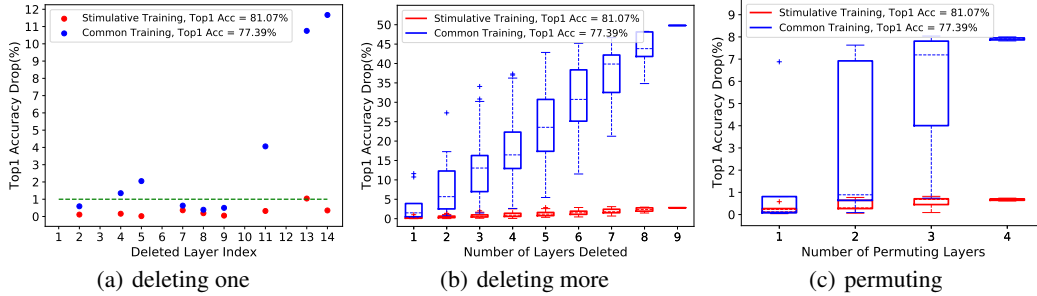 Stimulative Training, Top1 Acc = 81.07%
Common Training, Top1 Acc = 77.39%
Top1 Accuracy Drop(%)
12
11
10
9
8
7
6
5
4
3
2
1
0
1 2 3 4 5 6 7 8 9 10 11 12 13 14
Deleted Layer Index
(a) deleting one
Stimulative Training, Top1 Acc = 81.07%
Common Training, Top1 Acc = 77.39%
Top1 Accuracy Drop(%)
50
45
40
35
30
25
20
15
10
5
0
1 2 3 4 5 6 7 8 9
Number of Layers Deleted
(b) deleting more
Stimulative Training, Top1 Acc = 81.07%
Common Training, Top1 Acc = 77.39%
Top1 Accuracy Drop(%)
8
7
6
5
4
3
2
1
0
1 2 3 4
Number of Permuting Layers
(c) permuting